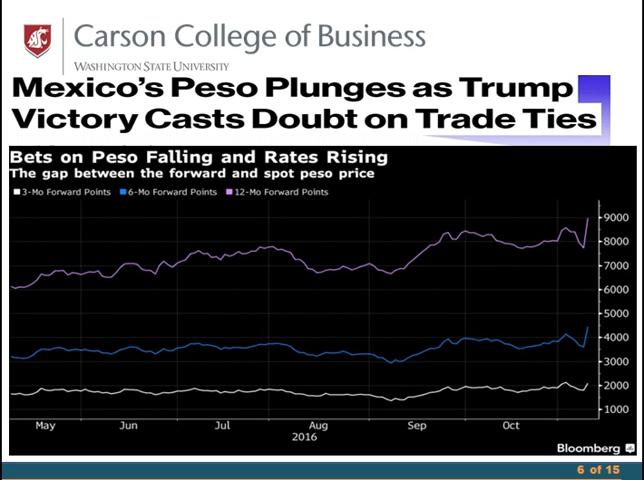 Carson College of Business
WASHINGTON STATE UNIVERSITY
Mexico's Peso Plunges as Trump
Victory Casts Doubt on Trade Ties
Bets on Peso Falling and Rates Rising
The gap between the forward and spot peso price
3-Mo Forward Points 6-Mo Forward Points 12-Mo Forward Points
9000
8000
7000
6000
5000
4000
3000
2000
1000
May Jun Jul Aug Sep Oct
2016
Bloomberg
6 of 15